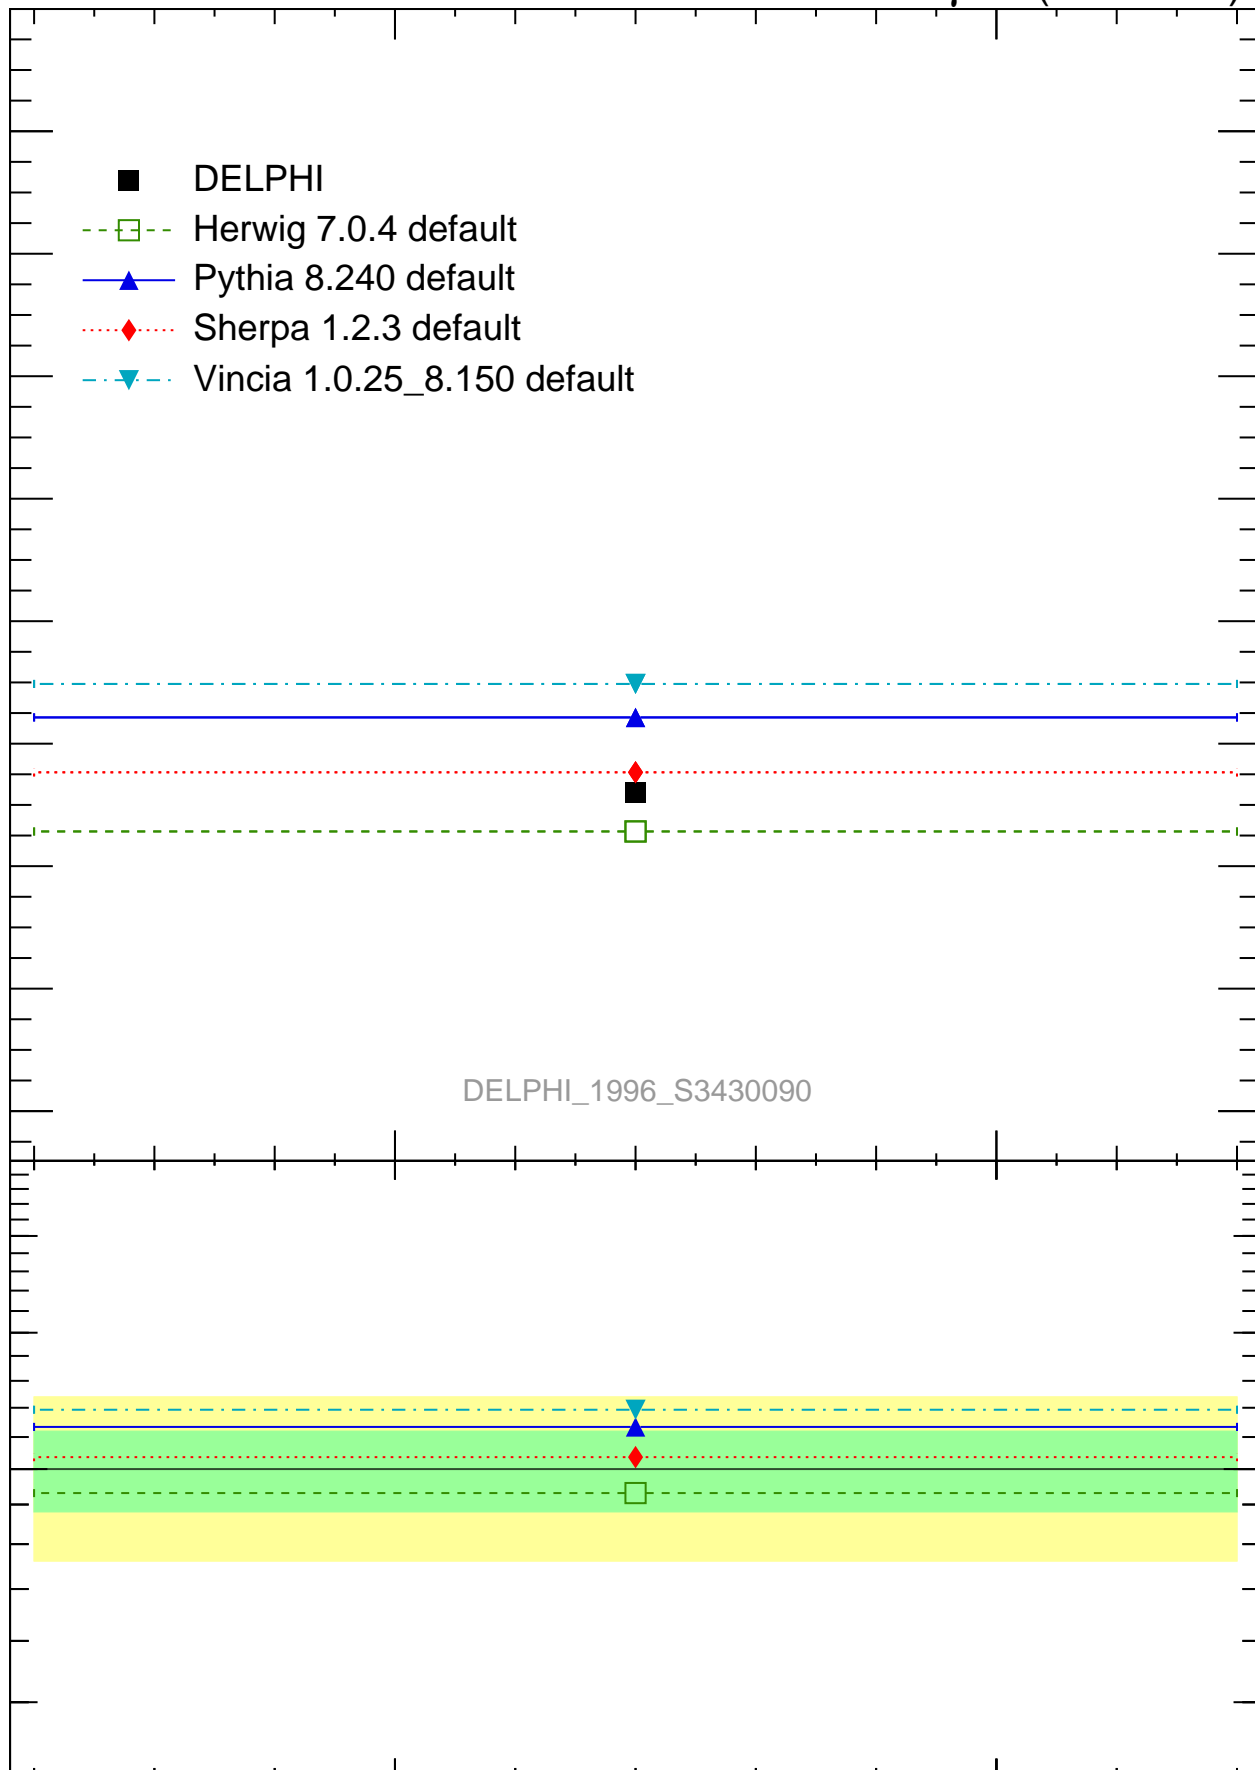 DELPHI
Herwig 7.0.4 default
Pythia 8.240 default
Sherpa 1.2.3 default
Vincia 1.0.25_8.150 default
DELPHI_1996_S3430090